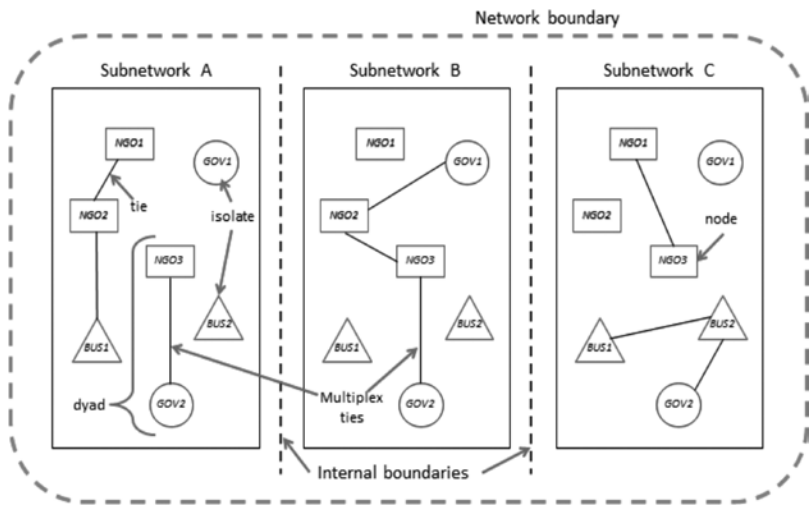 Network boundary
Subnetwork A
Subnetwork B
Subnetwork C
NGO1
GOV1
tie
isolate
NGO2
NGO3
BUS2
BUS1
dyad
GOV2
NGO1
GOV1
NGO2
NGO3
BUS1
BUS2
Multiplex
ties
GOV2
NGO1
GOV1
NGO2
node
NGO3
BUS1
BUS2
GOV2
Internal boundaries